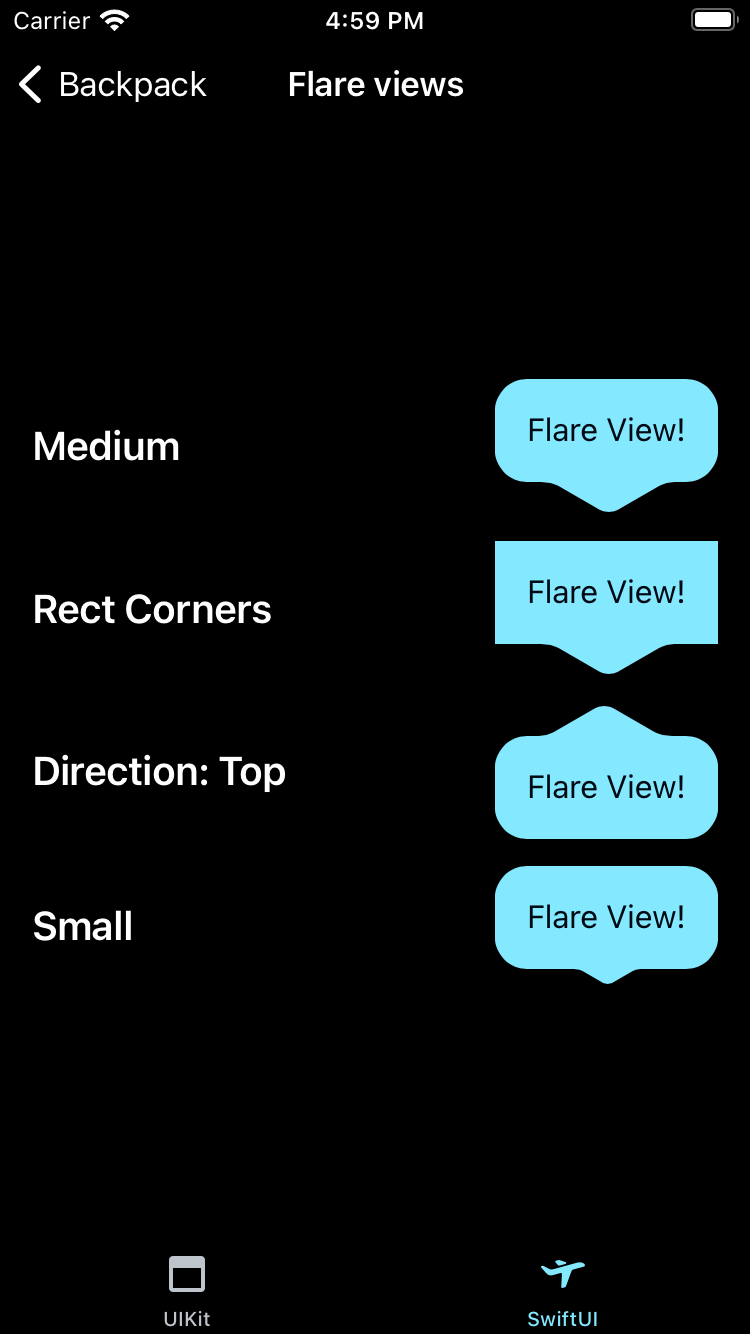 Carrier 4:59 PM
Backpack Flare views
Medium Flare View!
Rect Corners Flare View!
Direction: Top Flare View!
Small Flare View!
UIKit SwiftUI